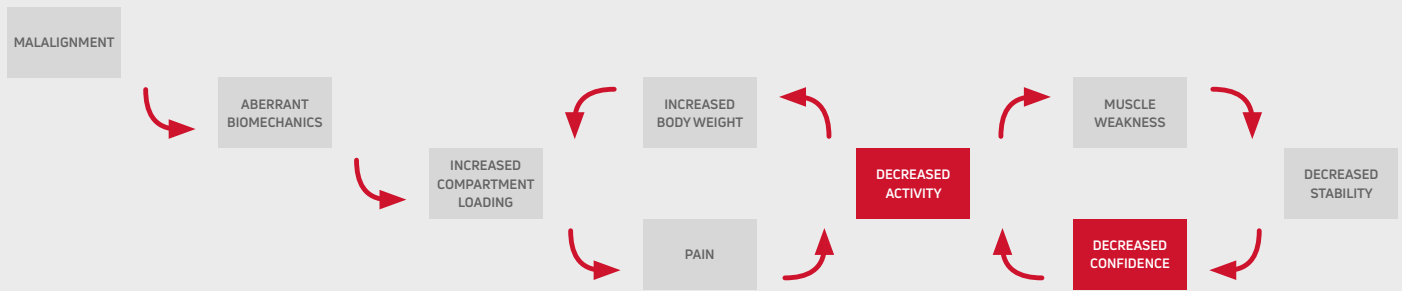 MALALIGNMENT
ABERRANT
BIOMECHANICS
INCREASED
COMPARTMENT
LOADING
INCREASED
BODY WEIGHT
PAIN
DECREASED
ACTIVITY
MUSCLE
WEAKNESS
DECREASED
STABILITY
DECREASED
CONFIDENCE